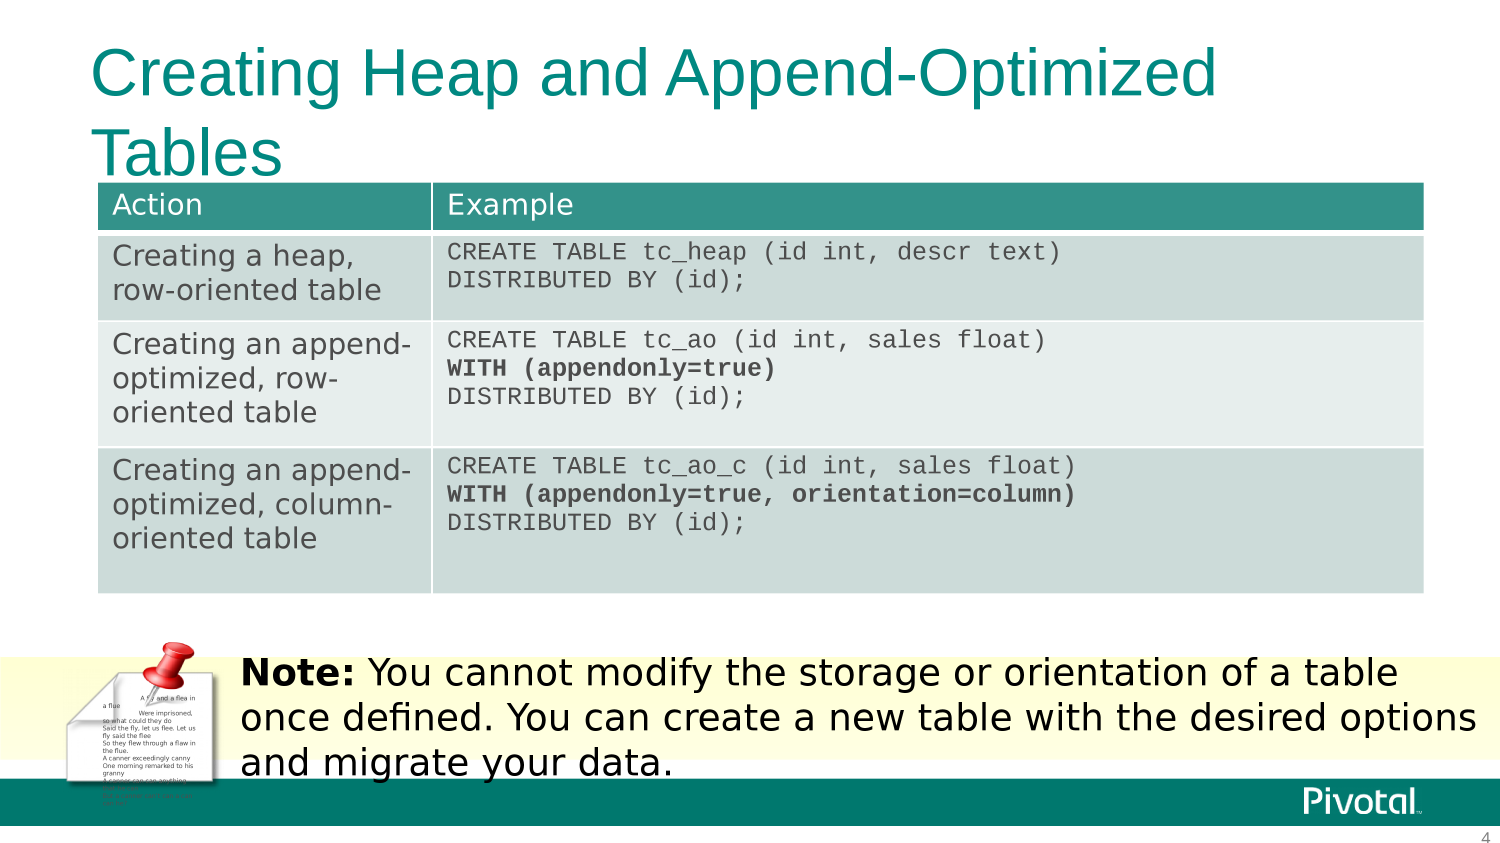 Creating Heap and Append-Optimized
Tables
Action
Example
Creating a heap,
row-oriented table
CREATE TABLE tc_heap (id int, descr text)
DISTRIBUTED BY (id);
Creating an append-
optimized, row-
oriented table
CREATE TABLE tc_ao (id int, sales float)
WITH (appendonly=true)
DISTRIBUTED BY (id);
Creating an append-
optimized, column-
oriented table
CREATE TABLE tc_ao_c (id int, sales float)
WITH (appendonly=true, orientation=column)
DISTRIBUTED BY (id);
Note: You cannot modify the storage or orientation of a table
once defined. You can create a new table with the desired options
and migrate your data.
A and a flea in
a flue
Were imprisoned,
so what could they do
Said the fly, let us flee. Let us
fly said the flee
So they flew through a flaw in
the flue.
A canner exceedingly canny
One morning remarked to his
granny
A canner can can anything
Pivotal
4